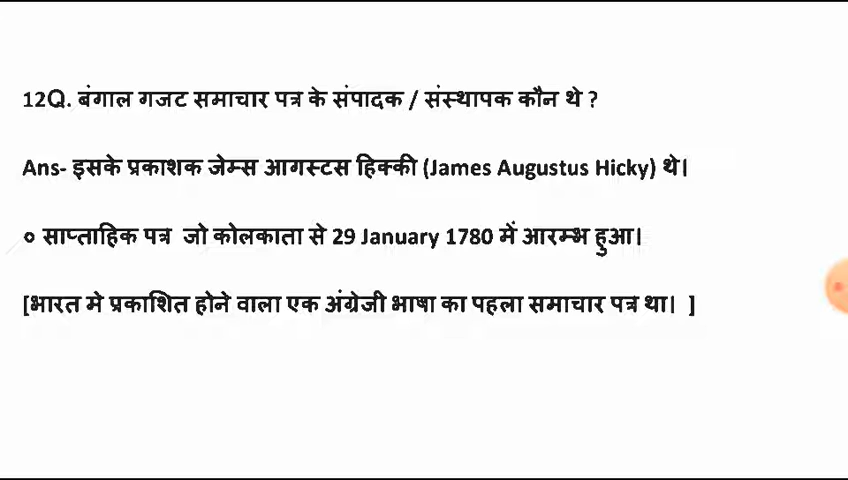 12Q. बंगाल गजट समाचार पत्र के संपादक / संस्थापक कौन थे ?
Ans- इसके प्रकाशक जेम्स आगस्टस हिक्की (James Augustus Hicky) थे।
० साप्ताहिक पत्र जो कोलकाता से 29 January 1780 में आरम्भ हुआ।
[भारत मे प्रकाशित होने वाला एक अंग्रेजी भाषा का पहला समाचार पत्र था। ]